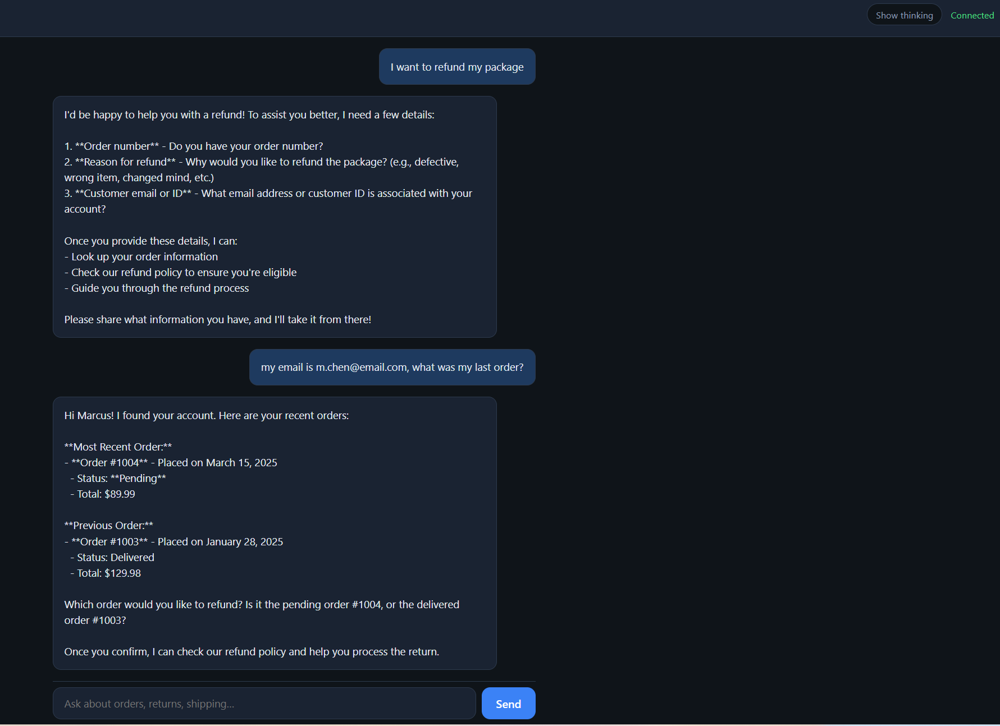 Show thinking
Connected
I want to refund my package
I'd be happy to help you with a refund! To assist you better, I need a few details:
1. **Order number** - Do you have your order number?
2. **Reason for refund** - Why would you like to refund the package? (e.g., defective,
wrong item, changed mind, etc.)
3. **Customer email or ID** - What email address or customer ID is associated with your
account?
Once you provide these details, I can:
- Look up your order information
- Check our refund policy to ensure you're eligible
- Guide you through the refund process
Please share what information you have, and I'll take it from there!
my email is m.chen@email.com, what was my last order?
Hi Marcus! I found your account. Here are your recent orders:
**Most Recent Order:**
- **Order #1004** - Placed on March 15, 2025
- Status: **Pending**
- Total: $89.99
**Previous Order:**
- **Order #1003** - Placed on January 28, 2025
- Status: Delivered
- Total: $129.98
Which order would you like to refund? Is it the pending order #1004, or the delivered
order #1003?
Once you confirm, I can check our refund policy and help you process the return.
Ask about orders, returns, shipping...
Send